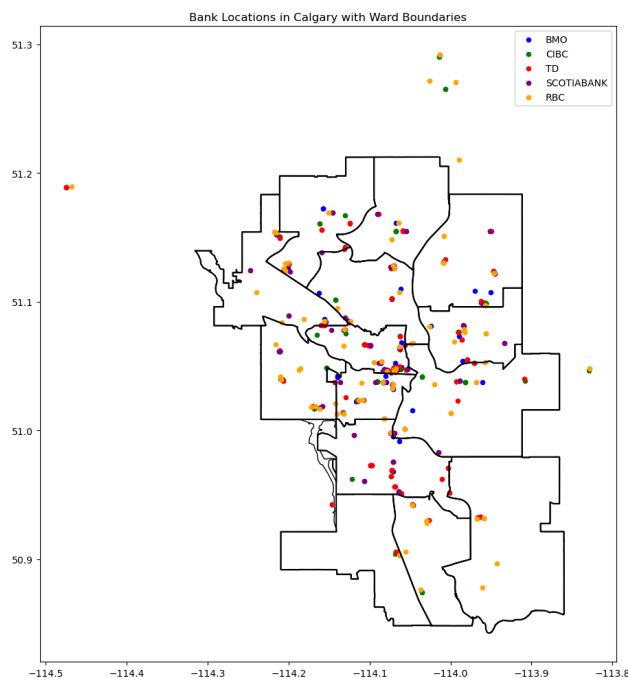 Bank Locations in Calgary with Ward Boundaries
BMO
CIBC
TD
SCOTIABANK
RBC
51.3
51.2
51.1
51.0
50.9
−114.5 −114.4 −114.3 −114.2 −114.1 −114.0 −113.9 −113.8